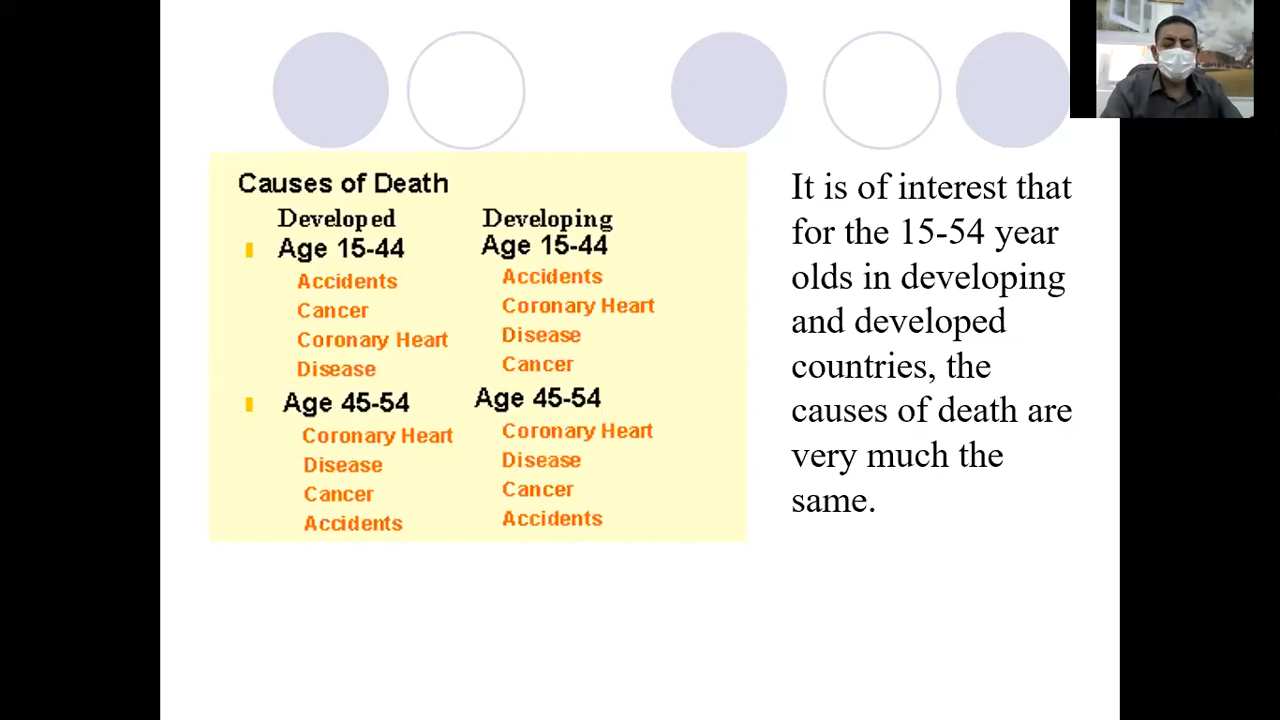 Causes of Death
Developed
Age 15-44
Accidents
Cancer
Coronary Heart
Disease
Age 45-54
Coronary Heart
Disease
Cancer
Accidents
Developing
Age 15-44
Accidents
Coronary Heart
Disease
Cancer
Age 45-54
Coronary Heart
Disease
Cancer
Accidents
It is of interest that
for the 15-54 year
olds in developing
and developed
countries, the
causes of death are
very much the
same.